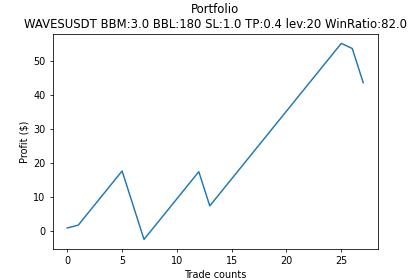 Portfolio
WAVESUSDT BBM:3.0 BBL:180 SL:1.0 TP:0.4 lev:20 WinRatio:82.0
Profit ($)
50
40
30
20
10
0
0 5 10 15 20 25
Trade counts